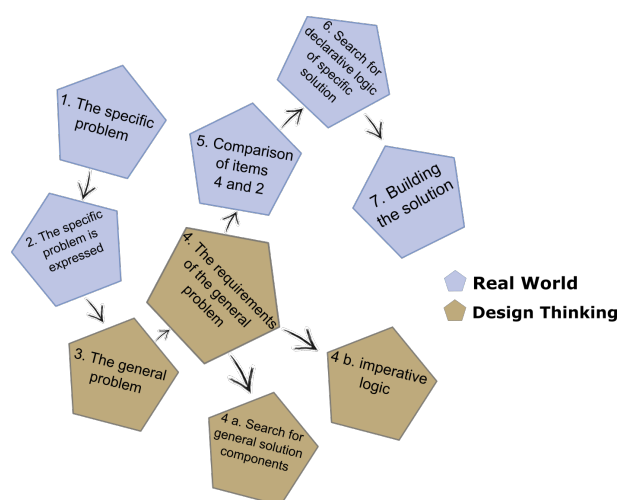 1. The specific
problem
2. The specific
problem is
expressed
3. The general
problem
4. The requirements
of the general
problem
4 a. Search for
general solution
components
4 b. imperative
logic
5. Comparison
of items
4 and 2
6. Search for
declarative logic
of specific
solution
7. Building
the solution
Real World
Design Thinking